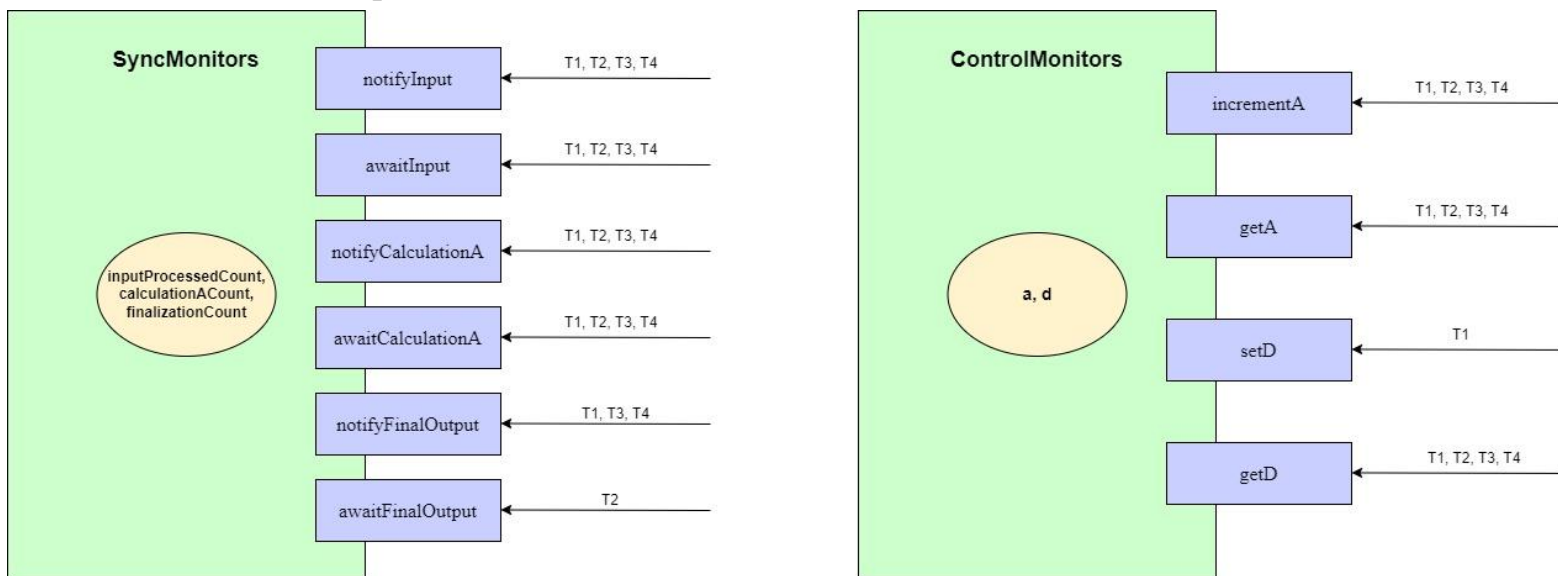 SyncMonitors
notifyInput
T1, T2, T3, T4
awaitInput
T1, T2, T3, T4
notifyCalculationA
T1, T2, T3, T4
inputProcessedCount,
calculationACount,
finalizationCount
awaitCalculationA
T1, T2, T3, T4
notifyFinalOutput
T1, T3, T4
awaitFinalOutput
T2
ControlMonitors
incrementA
T1, T2, T3, T4
getA
T1, T2, T3, T4
a, d
setD
T1
getD
T1, T2, T3, T4